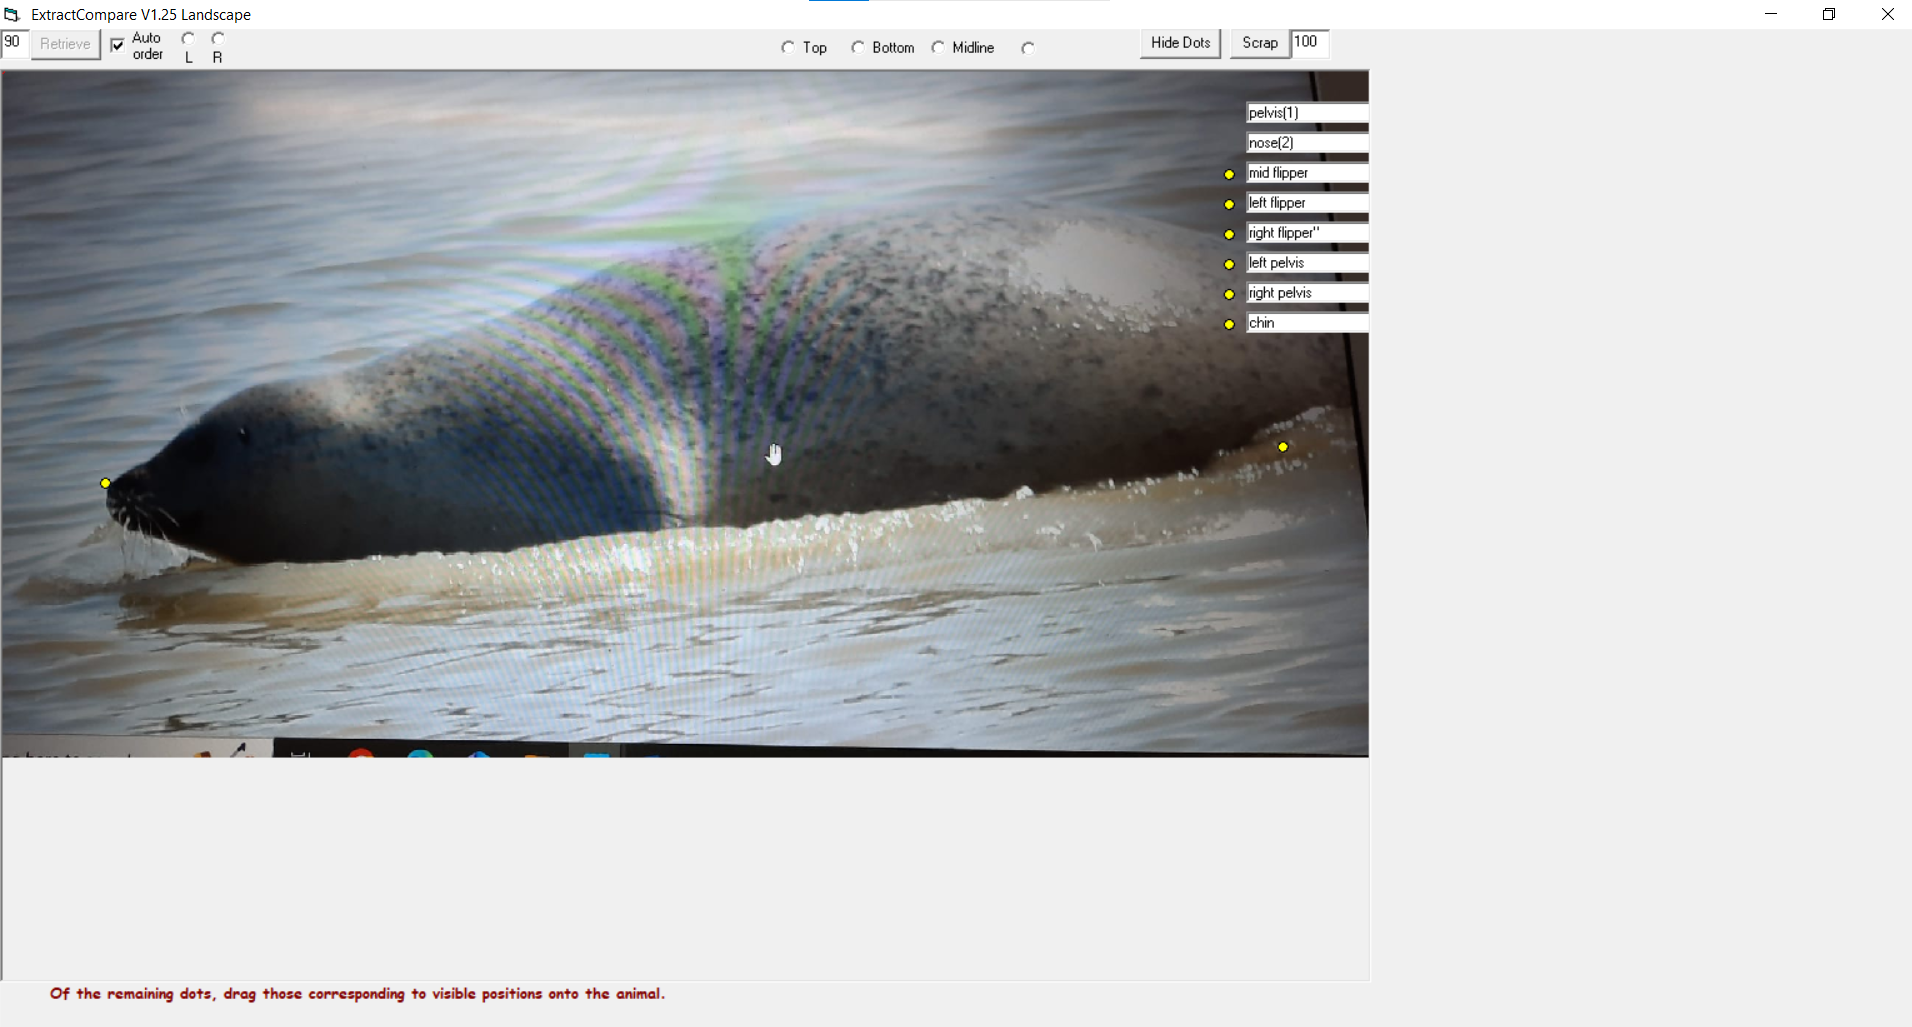 ExtractCompare V1.25 Landscape
90 Retrieve Auto order L R Top Bottom Midline Hide Dots Scrap 100
pelvis(1)
nose(2)
mid flipper
left flipper
right flipper"
left pelvis
right pelvis
chin
Of the remaining dots, drag those corresponding to visible positions onto the animal.